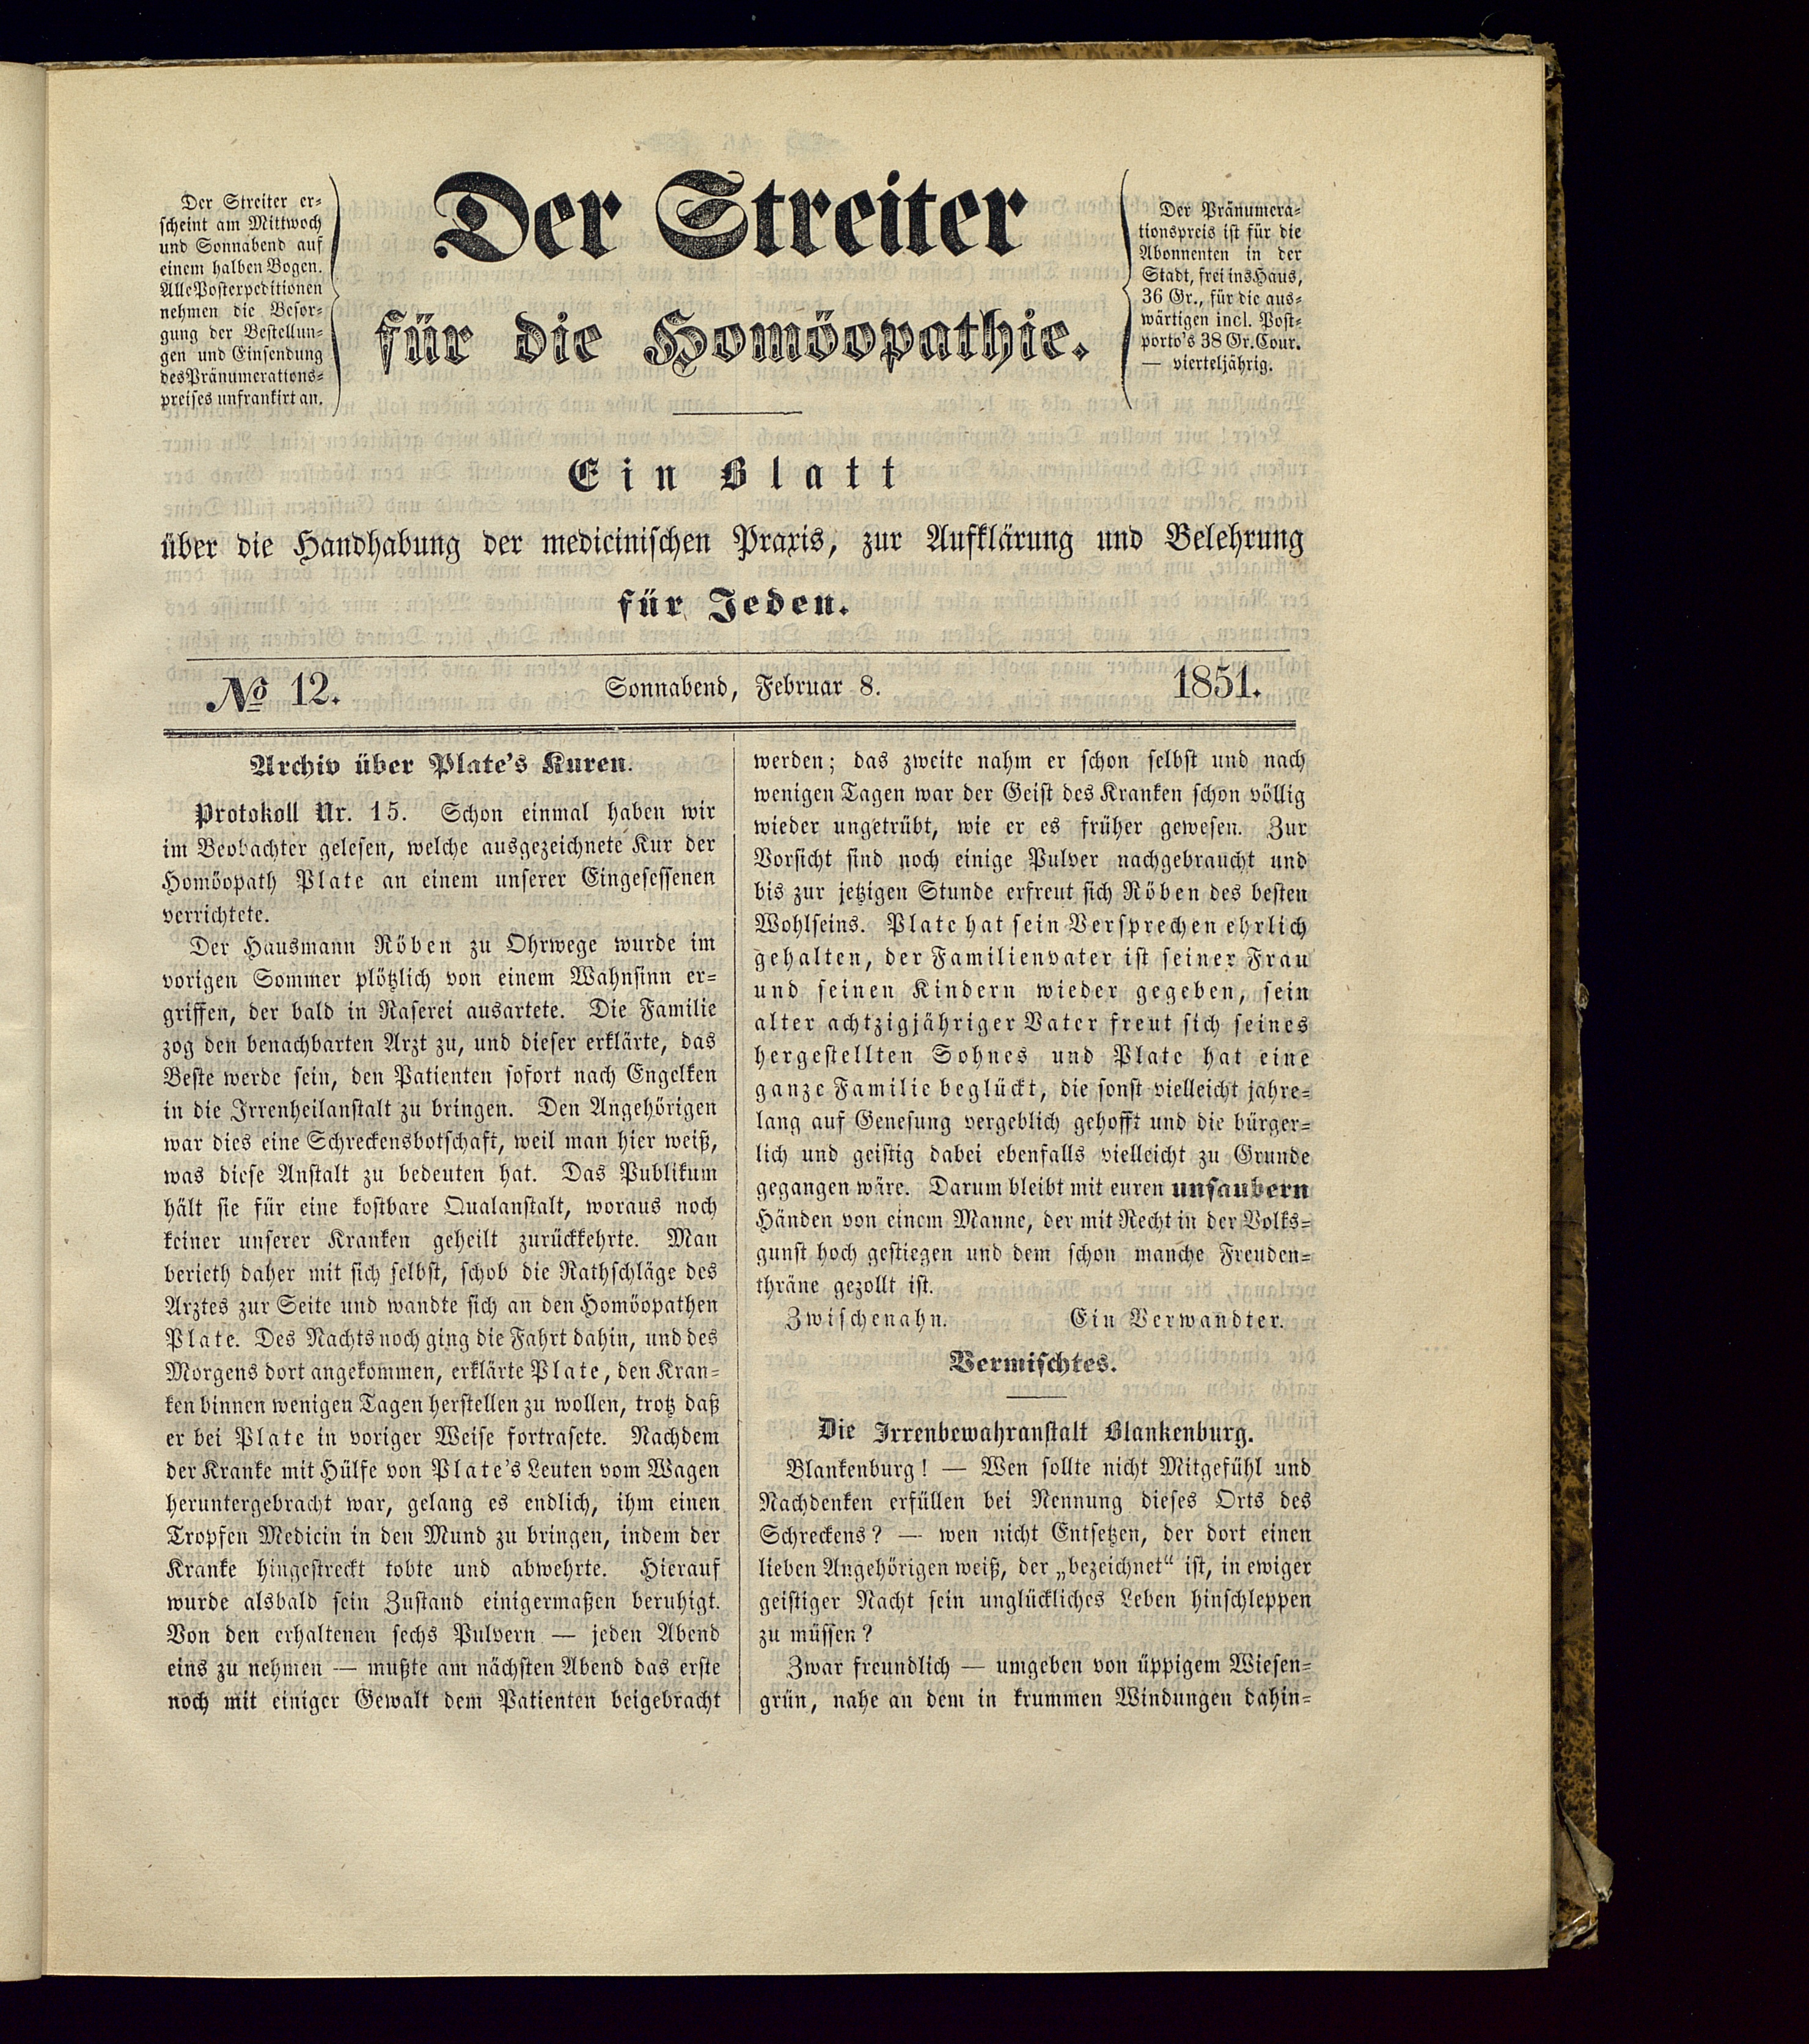 Der Streiter er-
scheint am Mittwoch
und Sonnabend auf
einem halben Bogen.
Alle Postexpeditionen
nehmen die Besor-
gung der Bestellun-
gen und Einsendung
des Pränumerations-
preises unfrankirt an.
Der Streiter
für die Homöopathie.
Der Pränumera-
tionspreis ist für die
Abonnenten in der
Stadt, frei ins Haus,
36 Gr., für die aus-
wärtigen incl. Post-
porto's 38 Gr. Cour.
— vierteljährig.
Ein Blatt
über die Handhabung der medicinischen Praxis, zur Aufklärung und Belehrung
für Jeden.
No 12. Sonnabend, Februar 8. 1851.
Archiv über Plate's Kuren.
Protokoll Nr. 15. Schon einmal haben wir
im Beobachter gelesen, welche ausgezeichnete Kur der
Homöopath Plate an einem unserer Eingesessenen
verrichtete.
Der Hausmann Röben zu Ohrwege wurde im
vorigen Sommer plötzlich von einem Wahnsinn er-
griffen, der bald in Raserei ausartete. Die Familie
zog den benachbarten Arzt zu, und dieser erklärte, das
Beste werde sein, den Patienten sofort nach Engelken
in die Irrenheilanstalt zu bringen. Den Angehörigen
war dies eine Schreckensbotschaft, weil man hier weiß,
was diese Anstalt zu bedeuten hat. Das Publikum
hält sie für eine kostbare Qualanstalt, woraus noch
keiner unserer Kranken geheilt zurückkehrte. Man
berieth daher mit sich selbst, schob die Rathschläge des
Arztes zur Seite und wandte sich an den Homöopathen
Plate. Des Nachts noch ging die Fahrt dahin, und des
Morgens dort angekommen, erklärte Plate, den Kran-
ken binnen wenigen Tagen herstellen zu wollen, trotz daß
er bei Plate in voriger Weise fortrasete. Nachdem
der Kranke mit Hülfe von Plate's Leuten vom Wagen
heruntergebracht war, gelang es endlich, ihm einen
Tropfen Medicin in den Mund zu bringen, indem der
Kranke hingestreckt tobte und abwehrte. Hierauf
wurde alsbald sein Zustand einigermaßen beruhigt.
Von den erhaltenen sechs Pulvern — jeden Abend
eins zu nehmen — mußte am nächsten Abend das erste
noch mit einiger Gewalt dem Patienten beigebracht
werden; das zweite nahm er schon selbst und nach
wenigen Tagen war der Geist des Kranken schon völlig
wieder ungetrübt, wie er es früher gewesen. Zur
Vorsicht sind noch einige Pulver nachgebraucht und
bis zur jetzigen Stunde erfreut sich Röben des besten
Wohlseins. Plate hat sein Versprechen ehrlich
gehalten, der Familienvater ist seiner Frau
und seinen Kindern wieder gegeben, sein
alter achtzigjähriger Vater freut sich seines
hergestellten Sohnes und Plate hat eine
ganze Familie beglückt, die sonst vielleicht jahre-
lang auf Genesung vergeblich gehofft und die bürger-
lich und geistig dabei ebenfalls vielleicht zu Grunde
gegangen wäre. Darum bleibt mit euren unsaubern
Händen von einem Manne, der mit Recht in der Volks-
gunst hoch gestiegen und dem schon manche Freuden-
thräne gezollt ist.
Zwischenahn. Ein Verwandter.
Vermischtes.
Die Irrenbewahranstalt Blankenburg.
Blankenburg! — Wen sollte nicht Mitgefühl und
Nachdenken erfüllen bei Nennung dieses Orts des
Schreckens? — wen nicht Entsetzen, der dort einen
lieben Angehörigen weiß, der „bezeichnet“ ist, in ewiger
geistiger Nacht sein unglückliches Leben hinschleppen
zu müssen?
Zwar freundlich — umgeben von üppigem Wiesen-
grün, nahe an dem in krummen Windungen dahin-